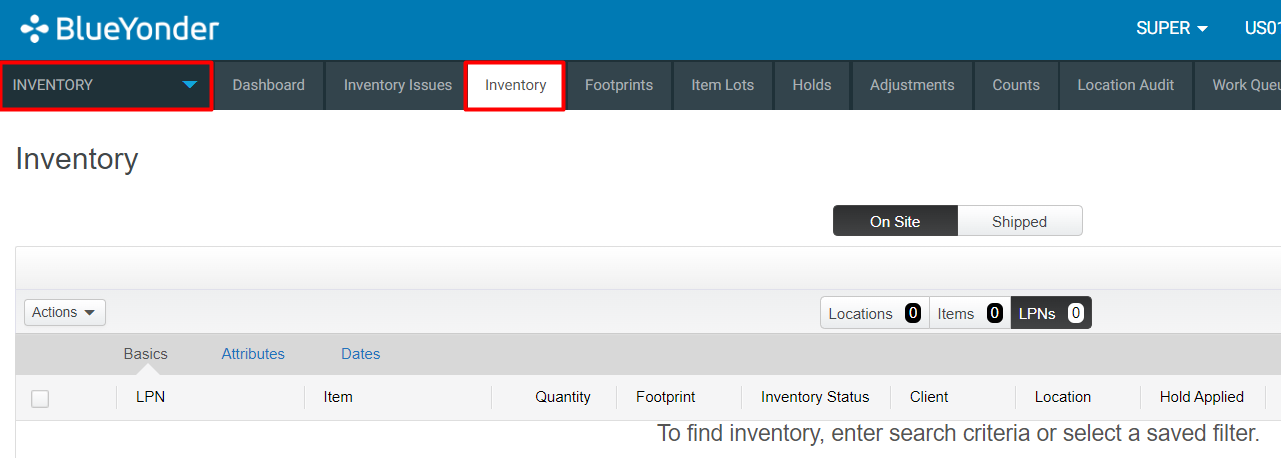 BlueYonder
SUPER US01
INVENTORY Dashboard Inventory Issues Inventory Footprints Item Lots Holds Adjustments Counts Location Audit Work Queu
Inventory
On Site Shipped
Actions Locations 0 Items 0 LPNs 0
Basics Attributes Dates
LPN Item Quantity Footprint Inventory Status Client Location Hold Applied
To find inventory, enter search criteria or select a saved filter.